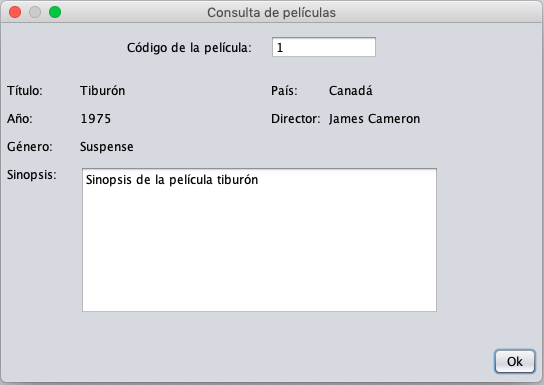 Consulta de películas
Código de la película: 1
Título: Tiburón País: Canadá
Año: 1975 Director: James Cameron
Género: Suspense
Sinopsis: Sinopsis de la película tiburón
Ok